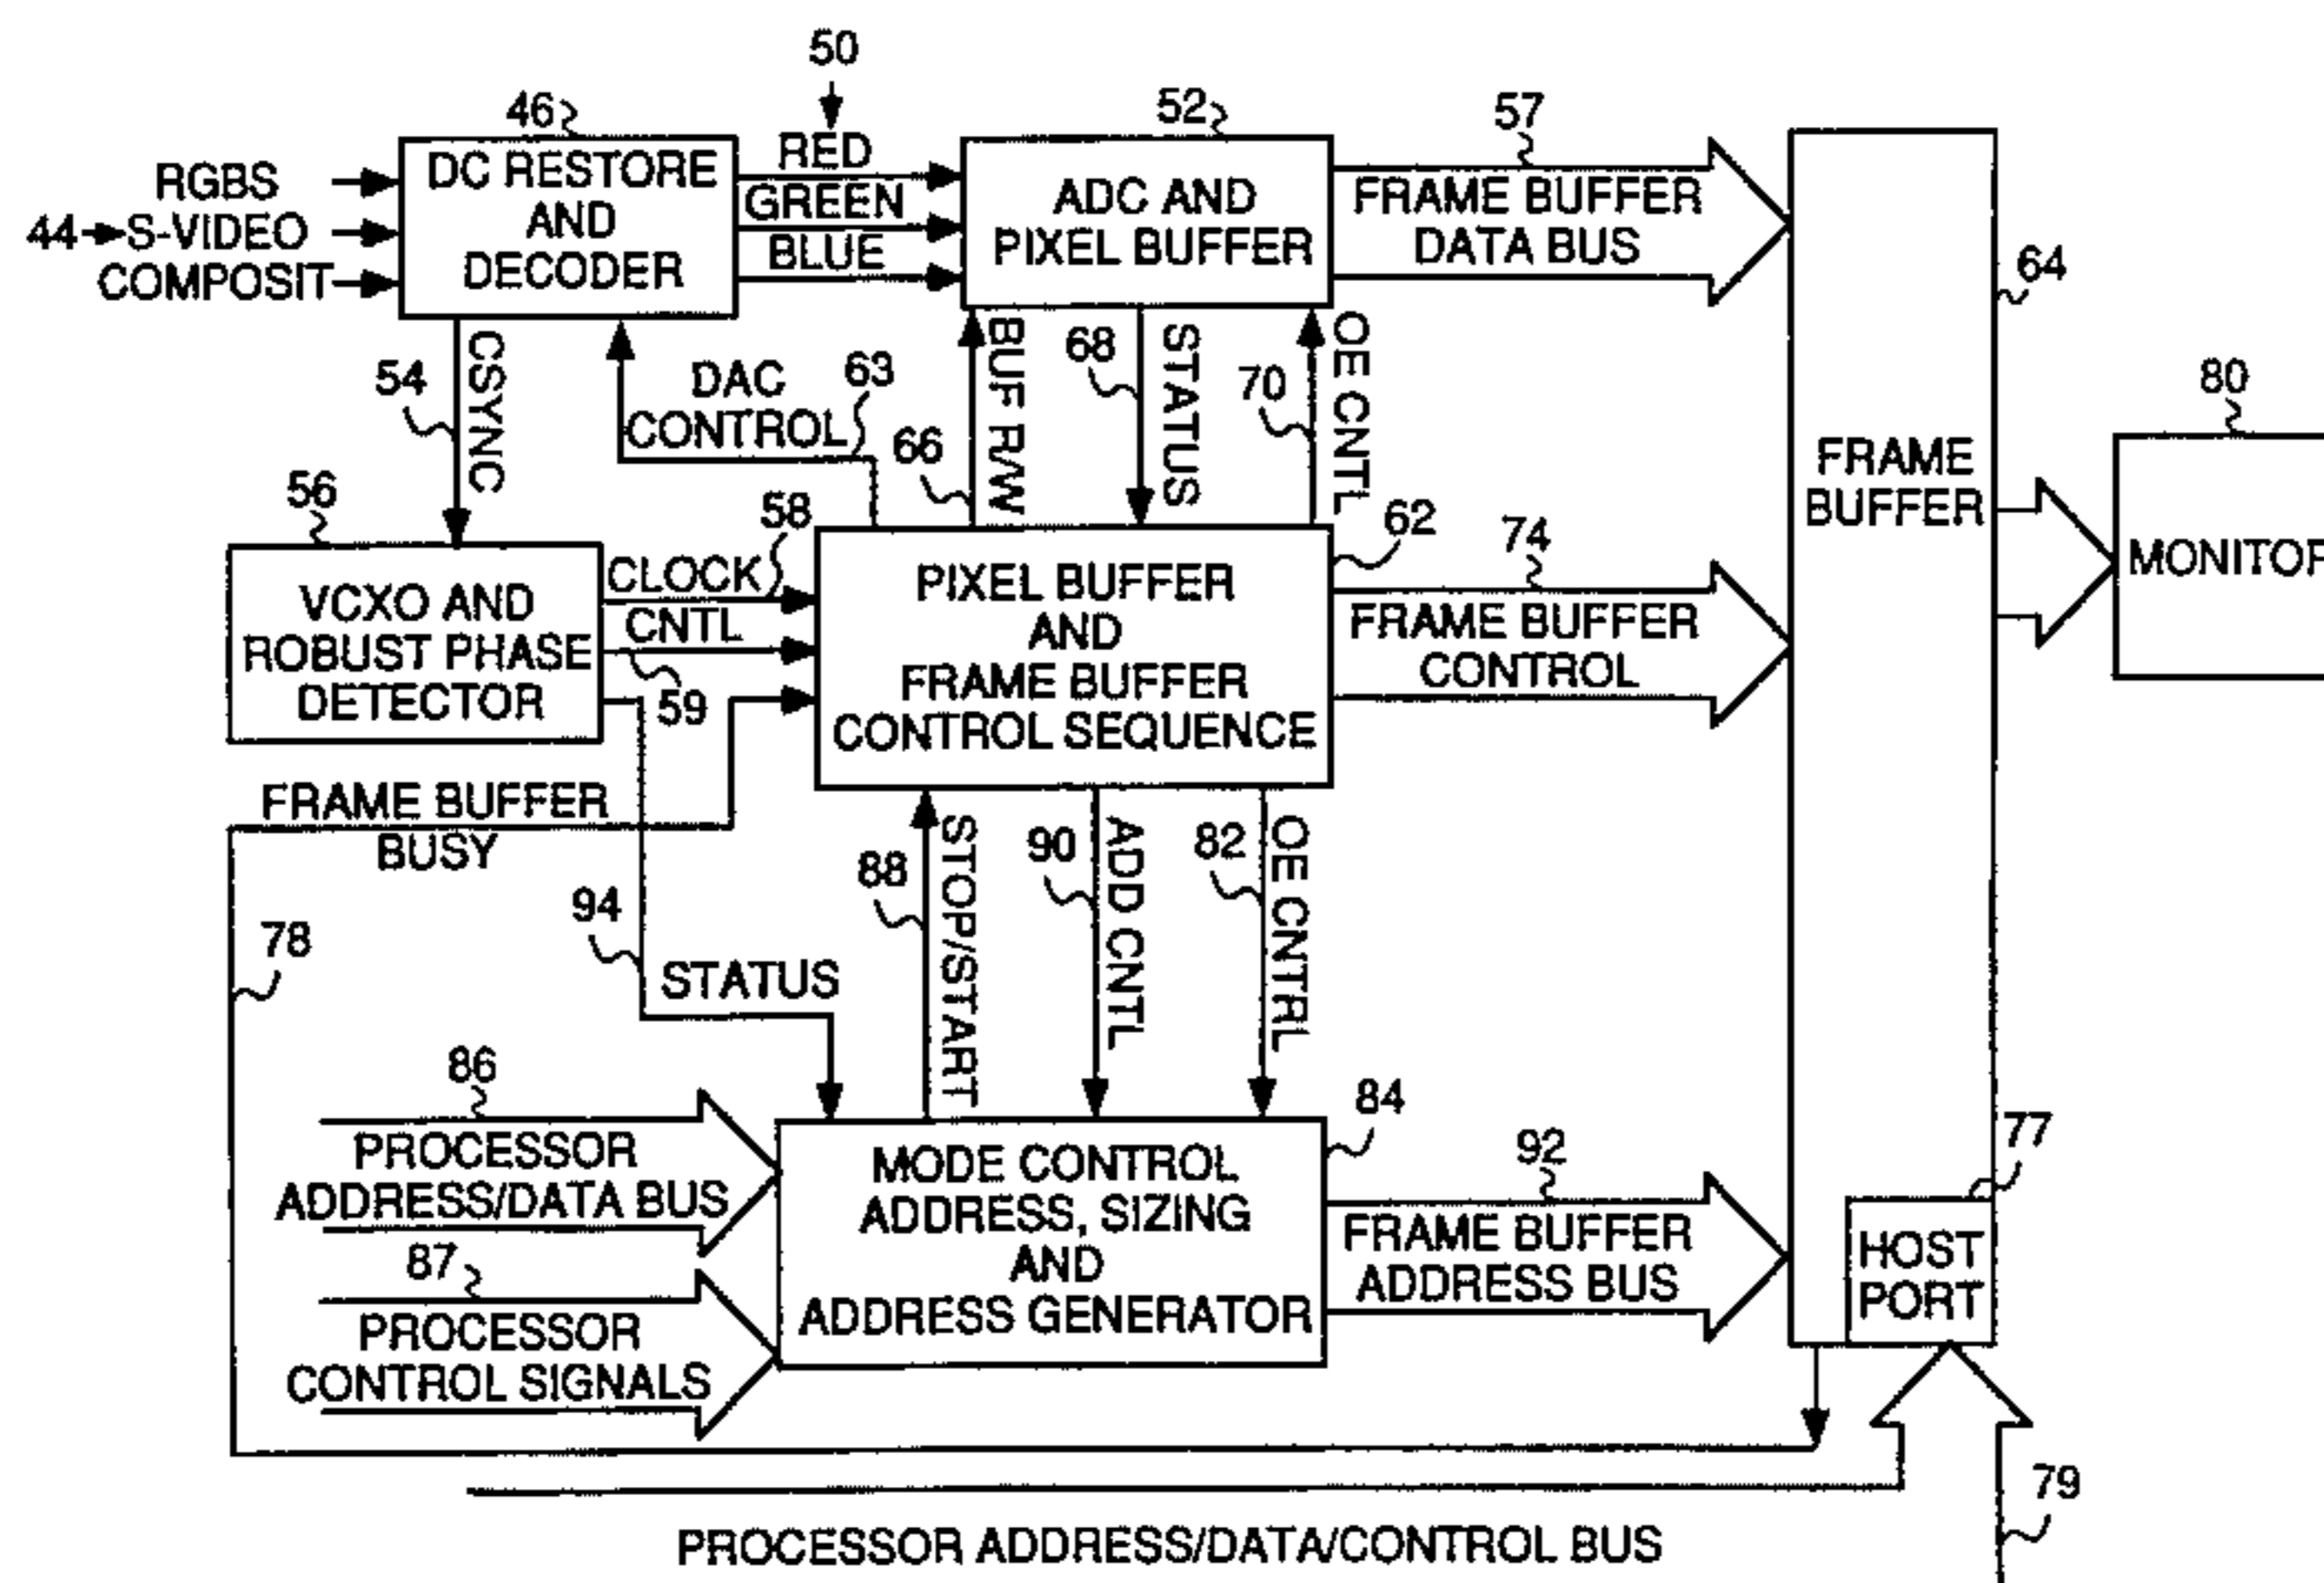 50
46
52
57
RGBS
44
S-VIDEO
COMPOSIT
DC RESTORE
AND
DECODER
RED
GREEN
BLUE
ADC AND
PIXEL BUFFER
FRAME BUFFER
DATA BUS
64
54
CSYNC
DAC
CONTROL
63
66
BUF R/W
68
STATUS
70
OE CNTL
80
FRAME
BUFFER
MONITOR
56
VCXO AND
ROBUST PHASE
DETECTOR
58
CLOCK
CNTL
59
62
PIXEL BUFFER
AND
FRAME BUFFER
CONTROL SEQUENCE
74
FRAME BUFFER
CONTROL
FRAME BUFFER
BUSY
78
94
STATUS
88
STOP/START
90
ADD CNTL
82
OE CNTRL
86
PROCESSOR
ADDRESS/DATA BUS
87
PROCESSOR
CONTROL SIGNALS
84
MODE CONTROL
ADDRESS, SIZING
AND
ADDRESS GENERATOR
92
FRAME BUFFER
ADDRESS BUS
77
HOST
PORT
79
PROCESSOR ADDRESS/DATA/CONTROL BUS